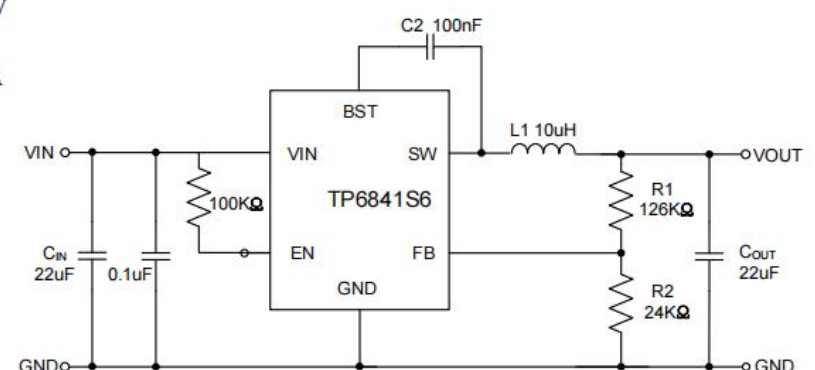 C2 100nF
BST
L1 10uH
VIN
VIN
SW
VOUT
100KΩ
TP6841S6
R1
126KΩ
CIN
22uF
0.1uF
EN
FB
COUT
22uF
GND
R2
24KΩ
GND
GND